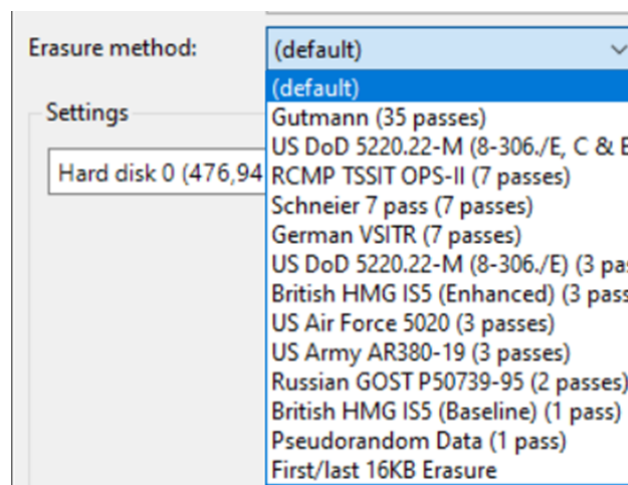 Erasure method:
(default)
(default)
Settings
Gutmann (35 passes)
US DoD 5220.22-M (8-306./E, C & E
Hard disk 0 (476,94
RCMP TSSIT OPS-II (7 passes)
Schneier 7 pass (7 passes)
German VSITR (7 passes)
US DoD 5220.22-M (8-306./E) (3 pas
British HMG IS5 (Enhanced) (3 pass
US Air Force 5020 (3 passes)
US Army AR380-19 (3 passes)
Russian GOST P50739-95 (2 passes)
British HMG IS5 (Baseline) (1 pass)
Pseudorandom Data (1 pass)
First/last 16KB Erasure